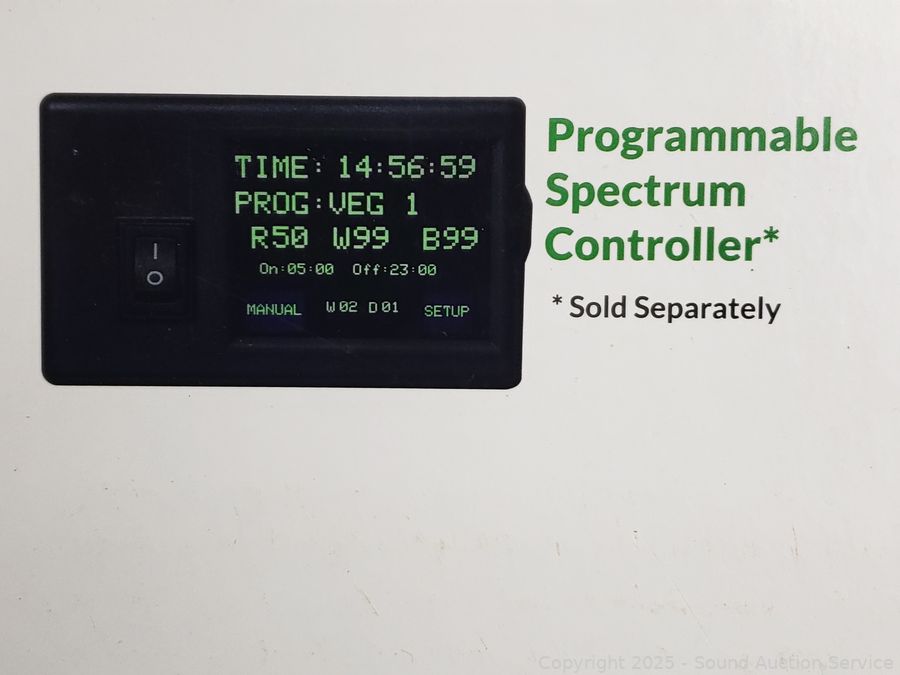 TIME: 14:56:59
PROG:VEG 1
R50 W99 B99
On:05:00 Off:23:00
MANUAL W02 D01 SETUP
Programmable
Spectrum
Controller*
* Sold Separately
Copyright 2025 - Sound Auction Service